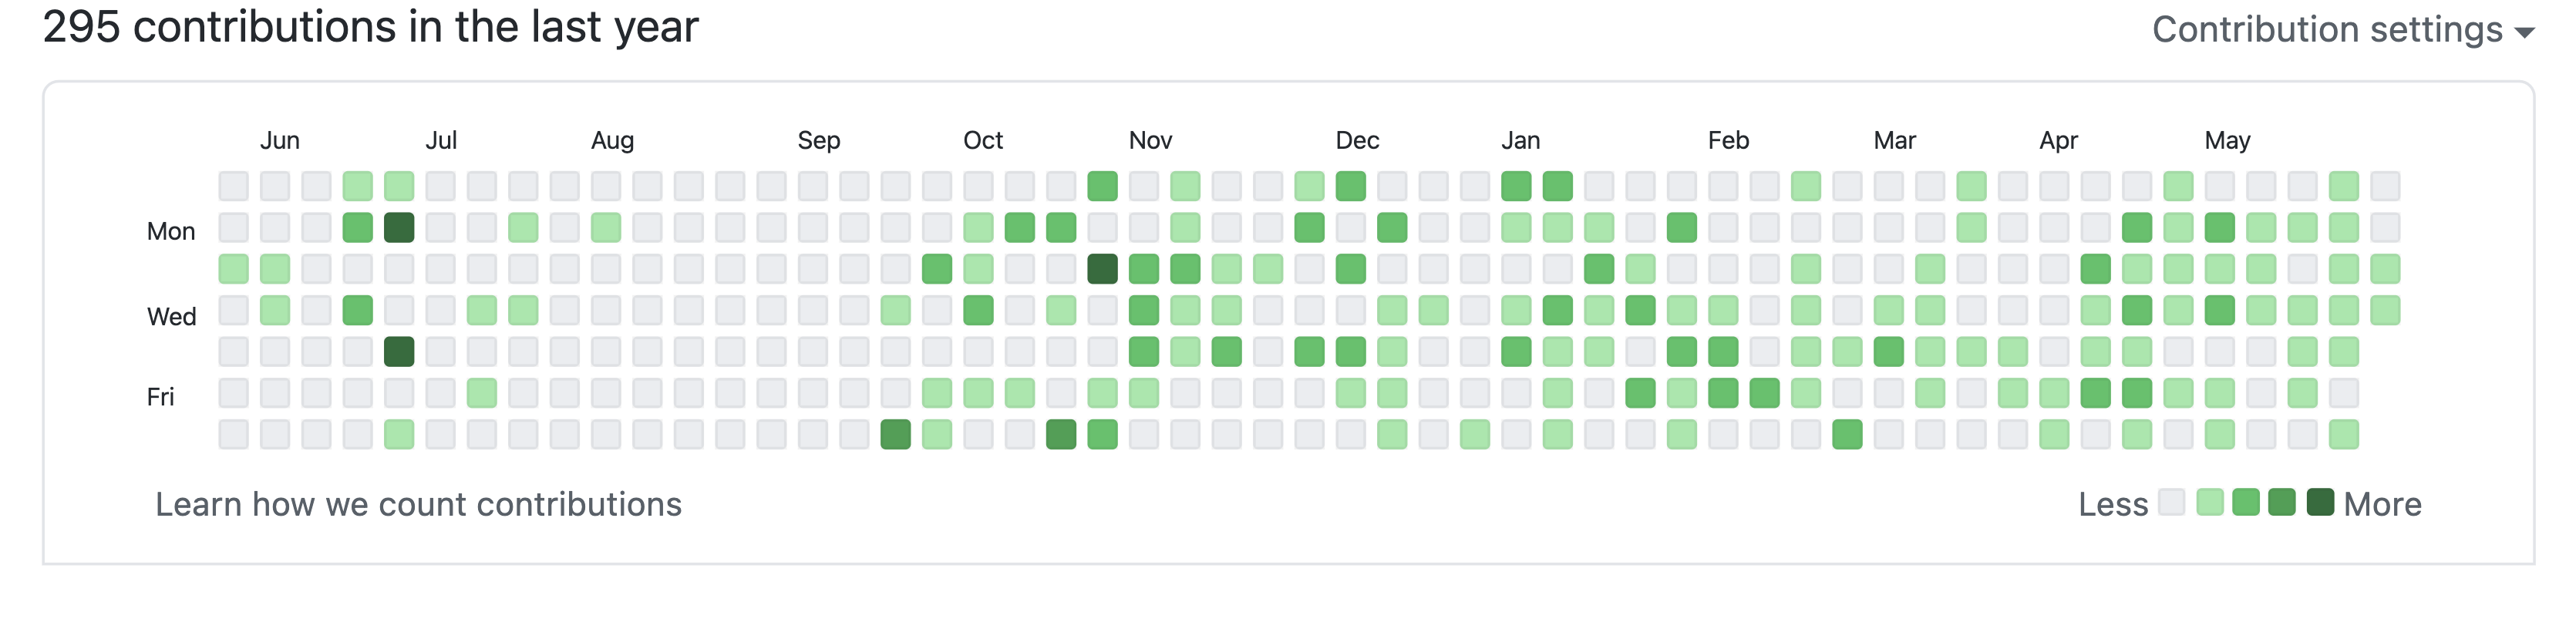 295 contributions in the last year
Contribution settings
Jun Jul Aug Sep Oct Nov Dec Jan Feb Mar Apr May
Mon
Wed
Fri
Learn how we count contributions
Less More